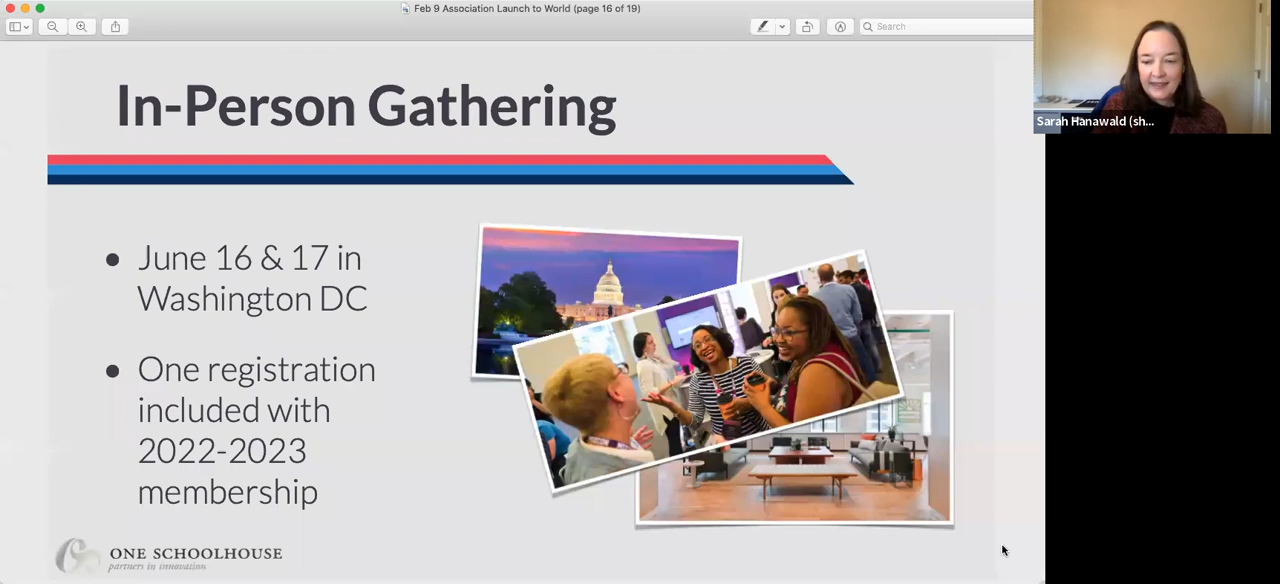 Feb 9 Association Launch to World (page 16 of 19)
Search
Sarah Hanawald (sh...
In-Person Gathering
● June 16 & 17 in
Washington DC
● One registration
included with
2022-2023
membership
ONE SCHOOLHOUSE
partners in innovation